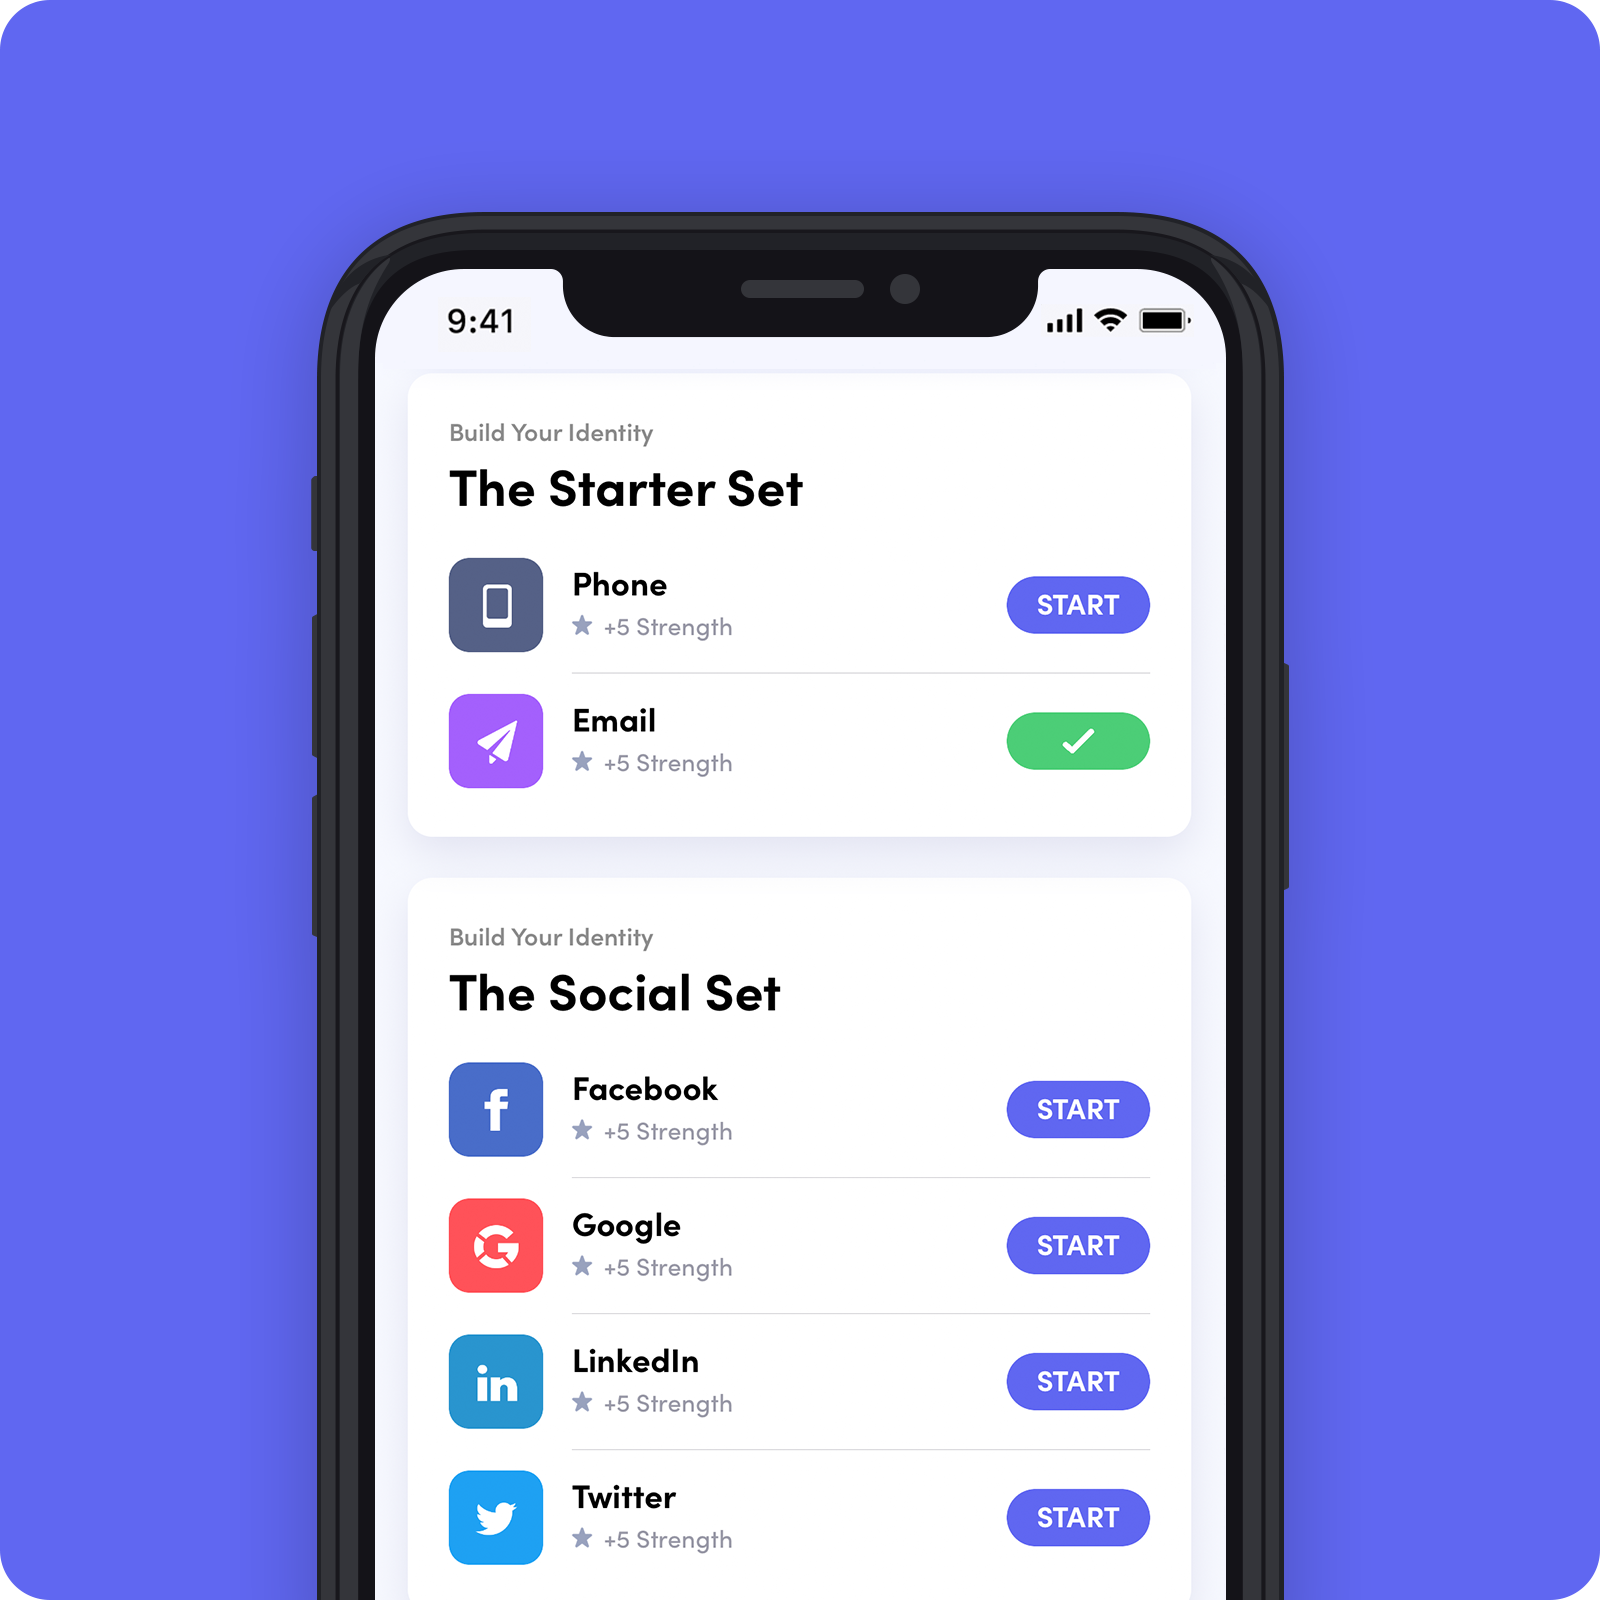 9:41
Build Your Identity
The Starter Set
Phone
+5 Strength
START
Email
+5 Strength
Build Your Identity
The Social Set
Facebook
+5 Strength
START
Google
+5 Strength
START
LinkedIn
+5 Strength
START
Twitter
+5 Strength
START